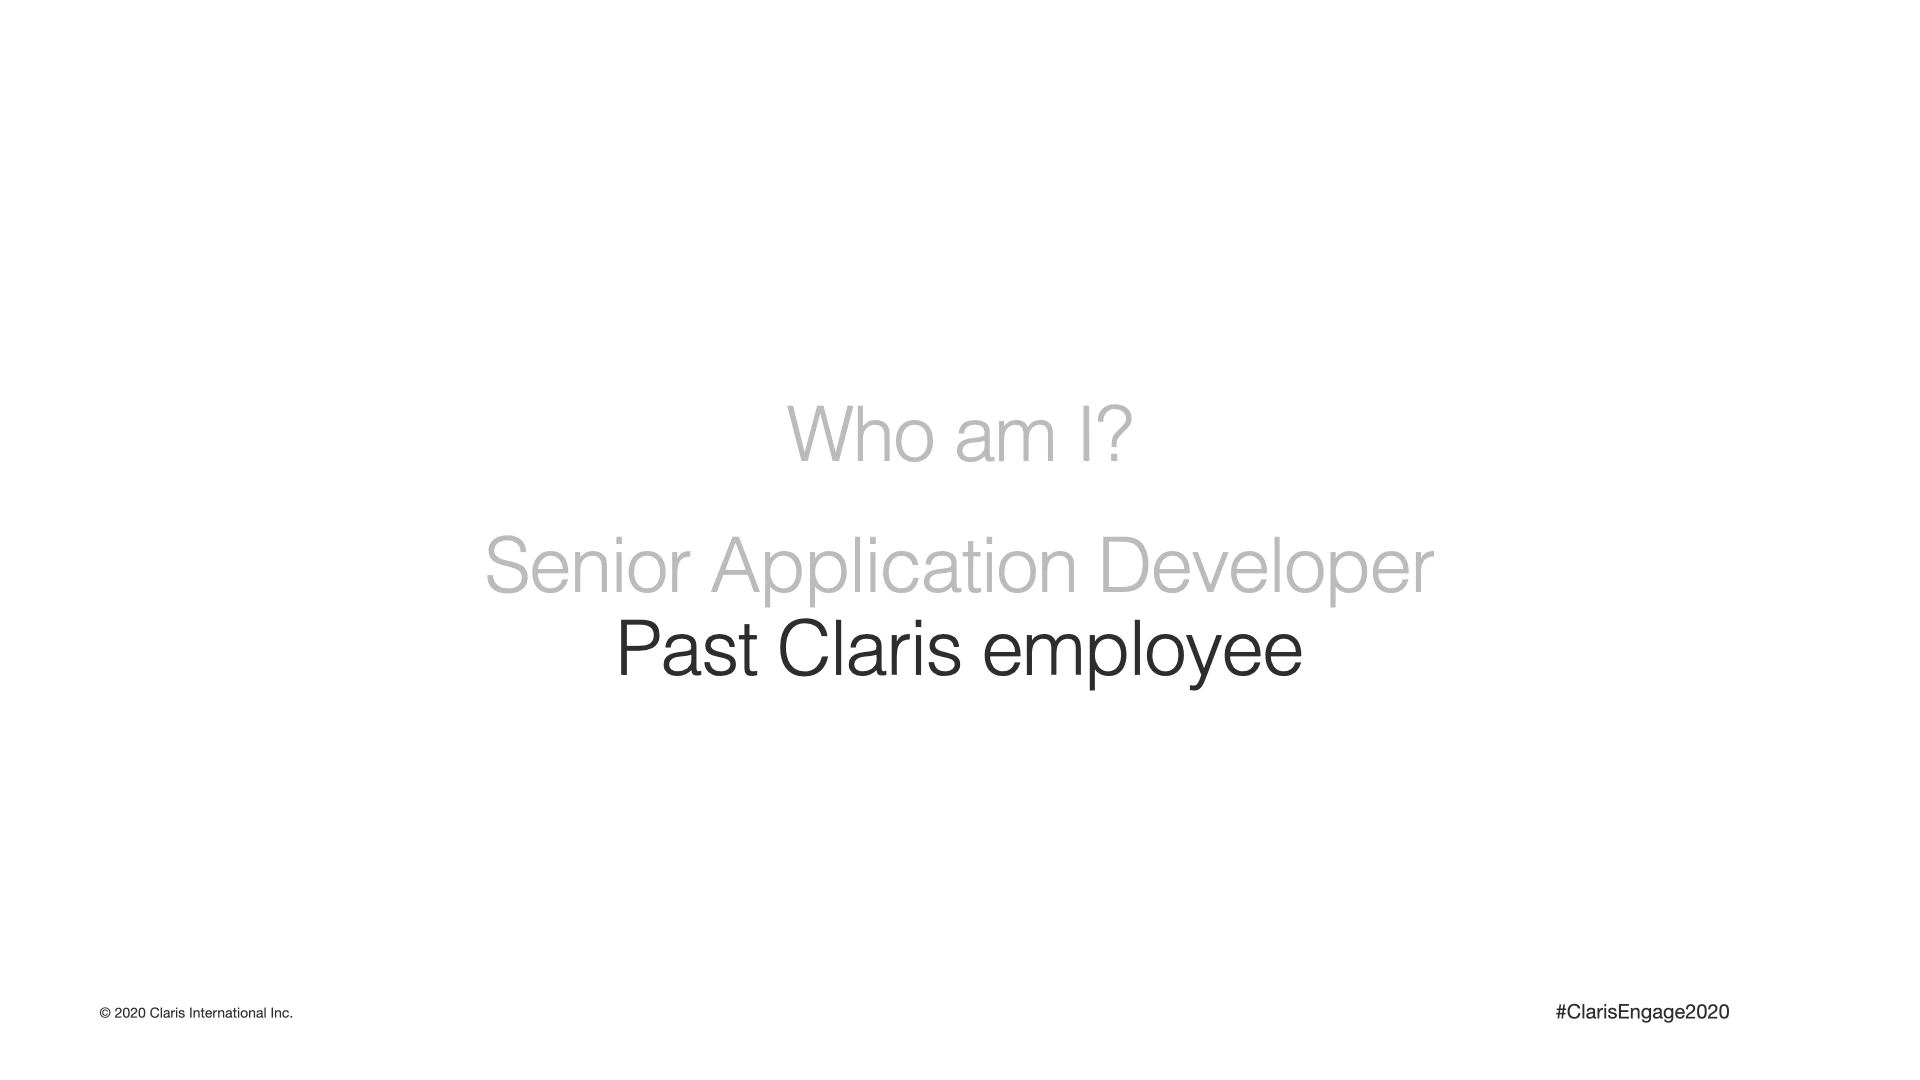 Who am I?
Senior Application Developer
Past Claris employee
© 2020 Claris International Inc.
#ClarisEngage2020